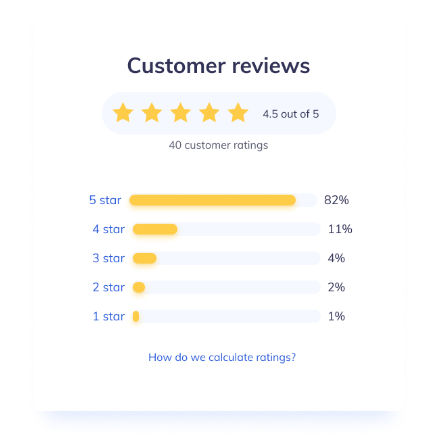 Customer reviews
4.5 out of 5
40 customer ratings
5 star 82%
4 star 11%
3 star 4%
2 star 2%
1 star 1%
How do we calculate ratings?